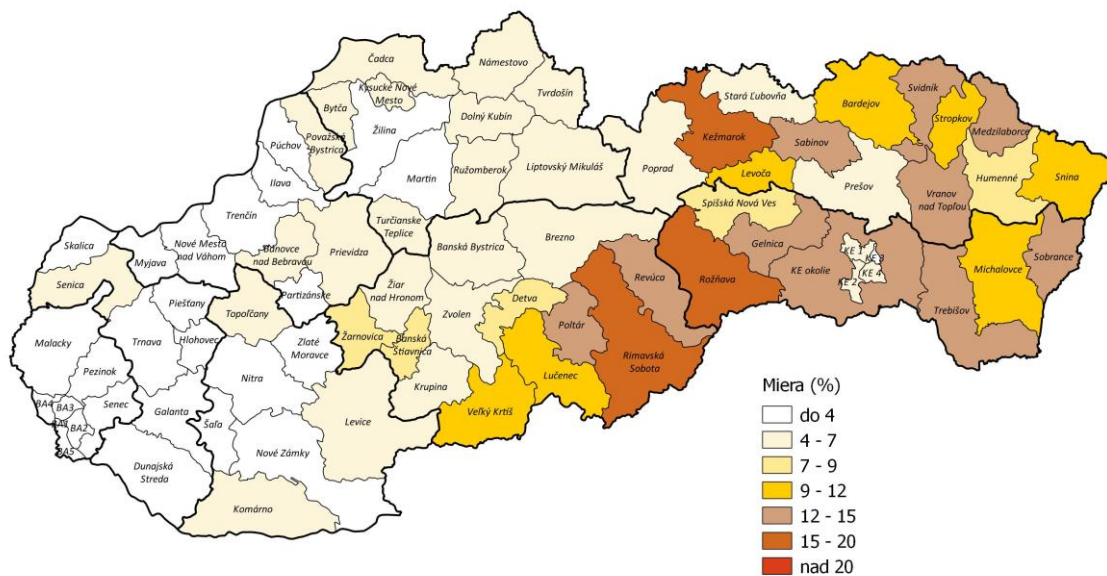 Čadca
Námestovo
Kysucké Nové
Mesto
Tvrdošín
Bytča
Dolný Kubín
Žilina
Považská
Bystrica
Púchov
Martin
Ružomberok
Liptovský Mikuláš
Ilava
Trenčín
Turčianske
Teplice
Stará Ľubovňa
Kežmarok
Poprad
Levoča
Sabinov
Bardejov
Svidník
Stropkov
Medzilaborce
Prešov
Vranov
nad Topľou
Humenné
Snina
Spišská Nová Ves
Gelnica
Rožňava
KE okolie
KE 1
KE 3
KE 4
KE 2
Michalovce
Sobrance
Trebišov
Skalica
Myjava
Nové Mesto
nad Váhom
Bánovce
nad Bebravou
Prievidza
Banská Bystrica
Brezno
Senica
Piešťany
Topoľčany
Partizánske
Žiar
nad Hronom
Zvolen
Detva
Revúca
Poltár
Rimavská
Sobota
Malacky
Trnava
Hlohovec
Zlaté
Moravce
Žarnovica
Banská
Štiavnica
Krupina
Lučenec
Veľký Krtíš
Pezinok
Nitra
Levice
BA4
BA3
BA2
BA5
Senec
Galanta
Šaľa
Nové Zámky
Dunajská
Streda
Komárno
Miera (%)
do 4
4 - 7
7 - 9
9 - 12
12 - 15
15 - 20
nad 20